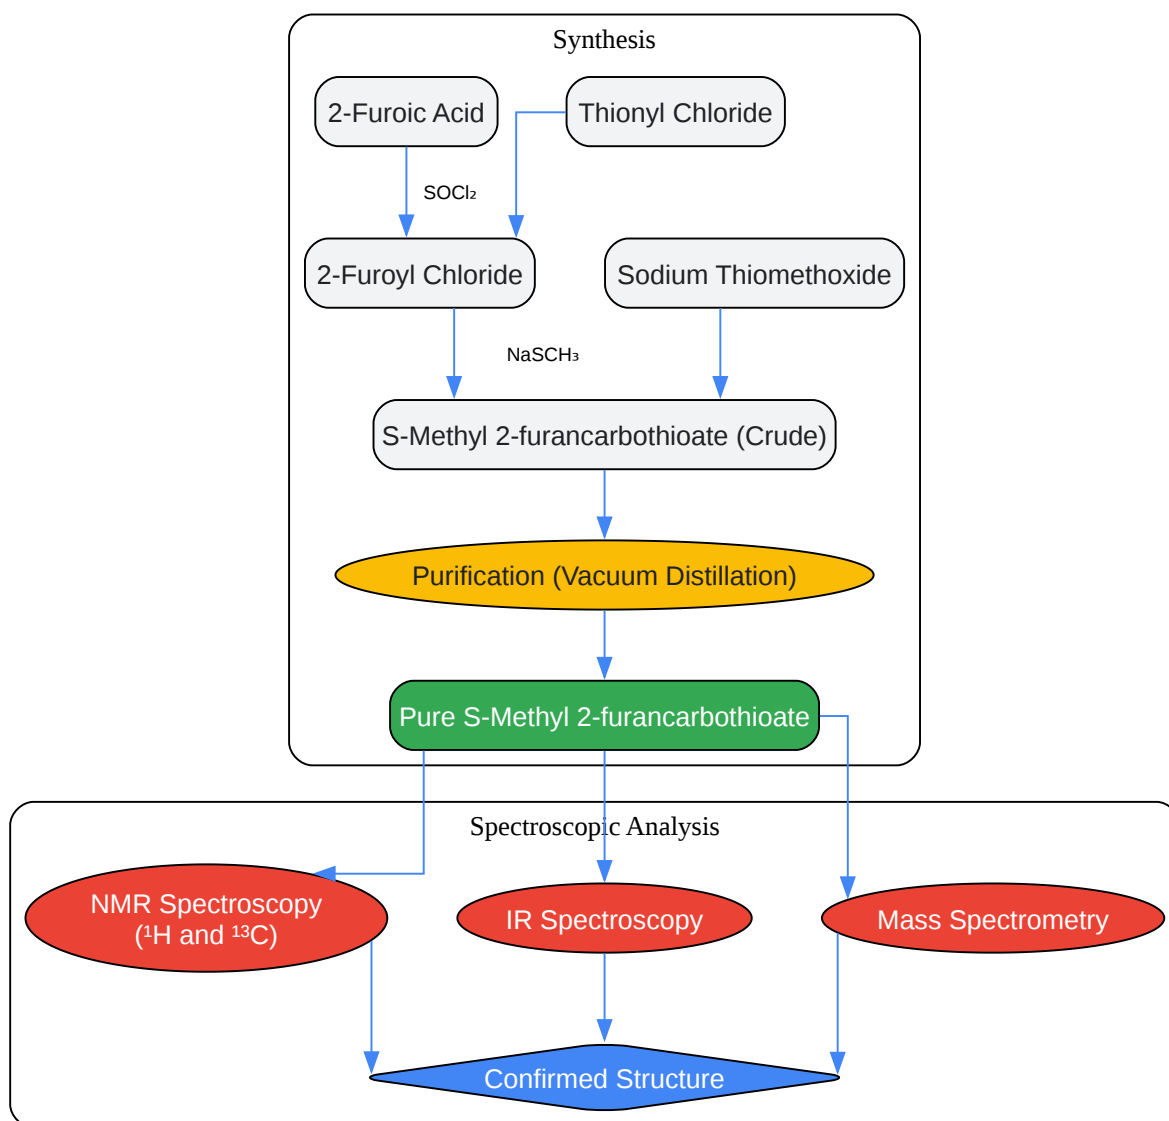 Synthesis
2-Furoic Acid
Thionyl Chloride
SOCl₂
2-Furoyl Chloride
Sodium Thiomethoxide
NaSCH₃
S-Methyl 2-furancarbothioate (Crude)
Purification (Vacuum Distillation)
Pure S-Methyl 2-furancarbothioate
Spectroscopic Analysis
NMR Spectroscopy
(¹H and ¹³C)
IR Spectroscopy
Mass Spectrometry
Confirmed Structure